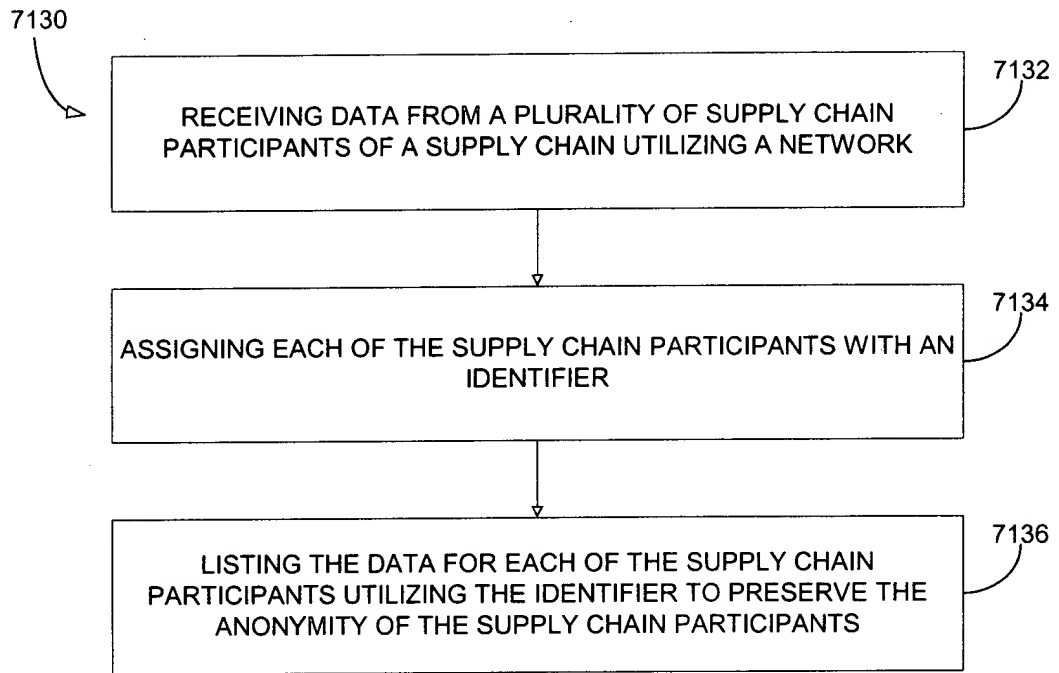 7130
7132
RECEIVING DATA FROM A PLURALITY OF SUPPLY CHAIN
PARTICIPANTS OF A SUPPLY CHAIN UTILIZING A NETWORK
7134
ASSIGNING EACH OF THE SUPPLY CHAIN PARTICIPANTS WITH AN
IDENTIFIER
7136
LISTING THE DATA FOR EACH OF THE SUPPLY CHAIN
PARTICIPANTS UTILIZING THE IDENTIFIER TO PRESERVE THE
ANONYMITY OF THE SUPPLY CHAIN PARTICIPANTS